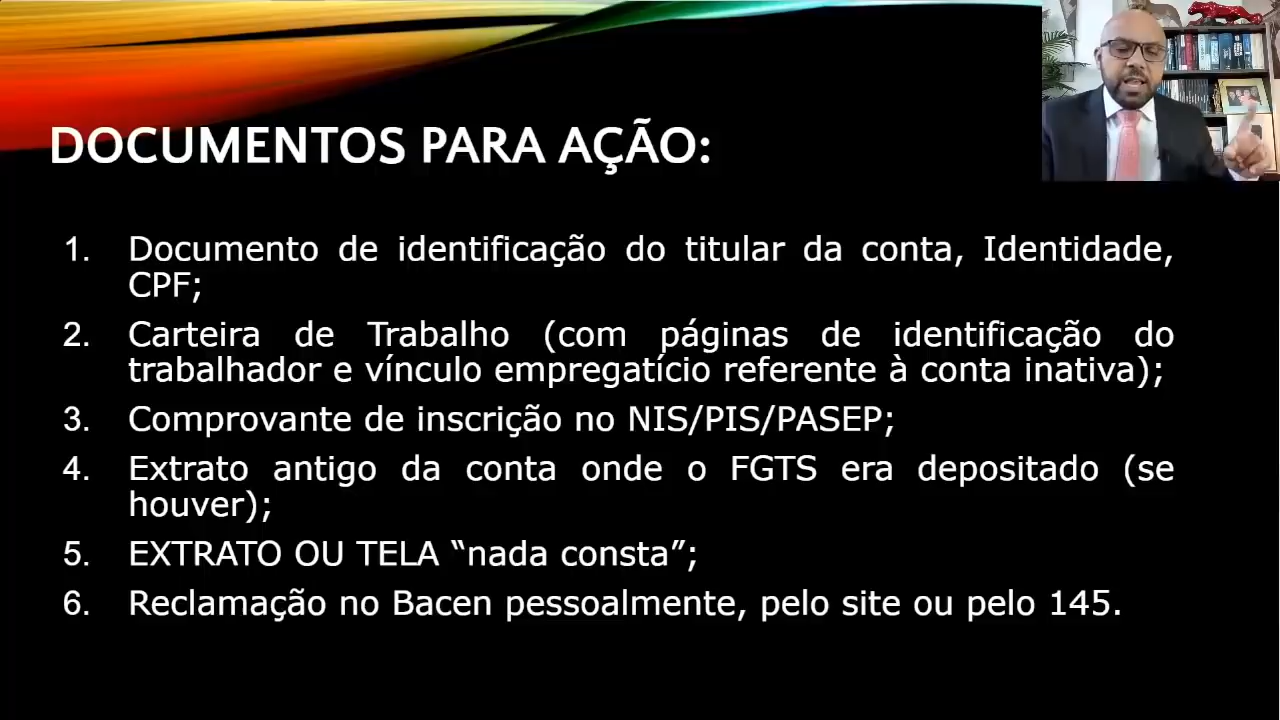 DOCUMENTOS PARA AÇÃO:
1. Documento de identificação do titular da conta, Identidade,
CPF;
2. Carteira de Trabalho (com páginas de identificação do
trabalhador e vínculo empregatício referente à conta inativa);
3. Comprovante de inscrição no NIS/PIS/PASEP;
4. Extrato antigo da conta onde o FGTS era depositado (se
houver);
5. EXTRATO OU TELA “nada consta”;
6. Reclamação no Bacen pessoalmente, pelo site ou pelo 145.